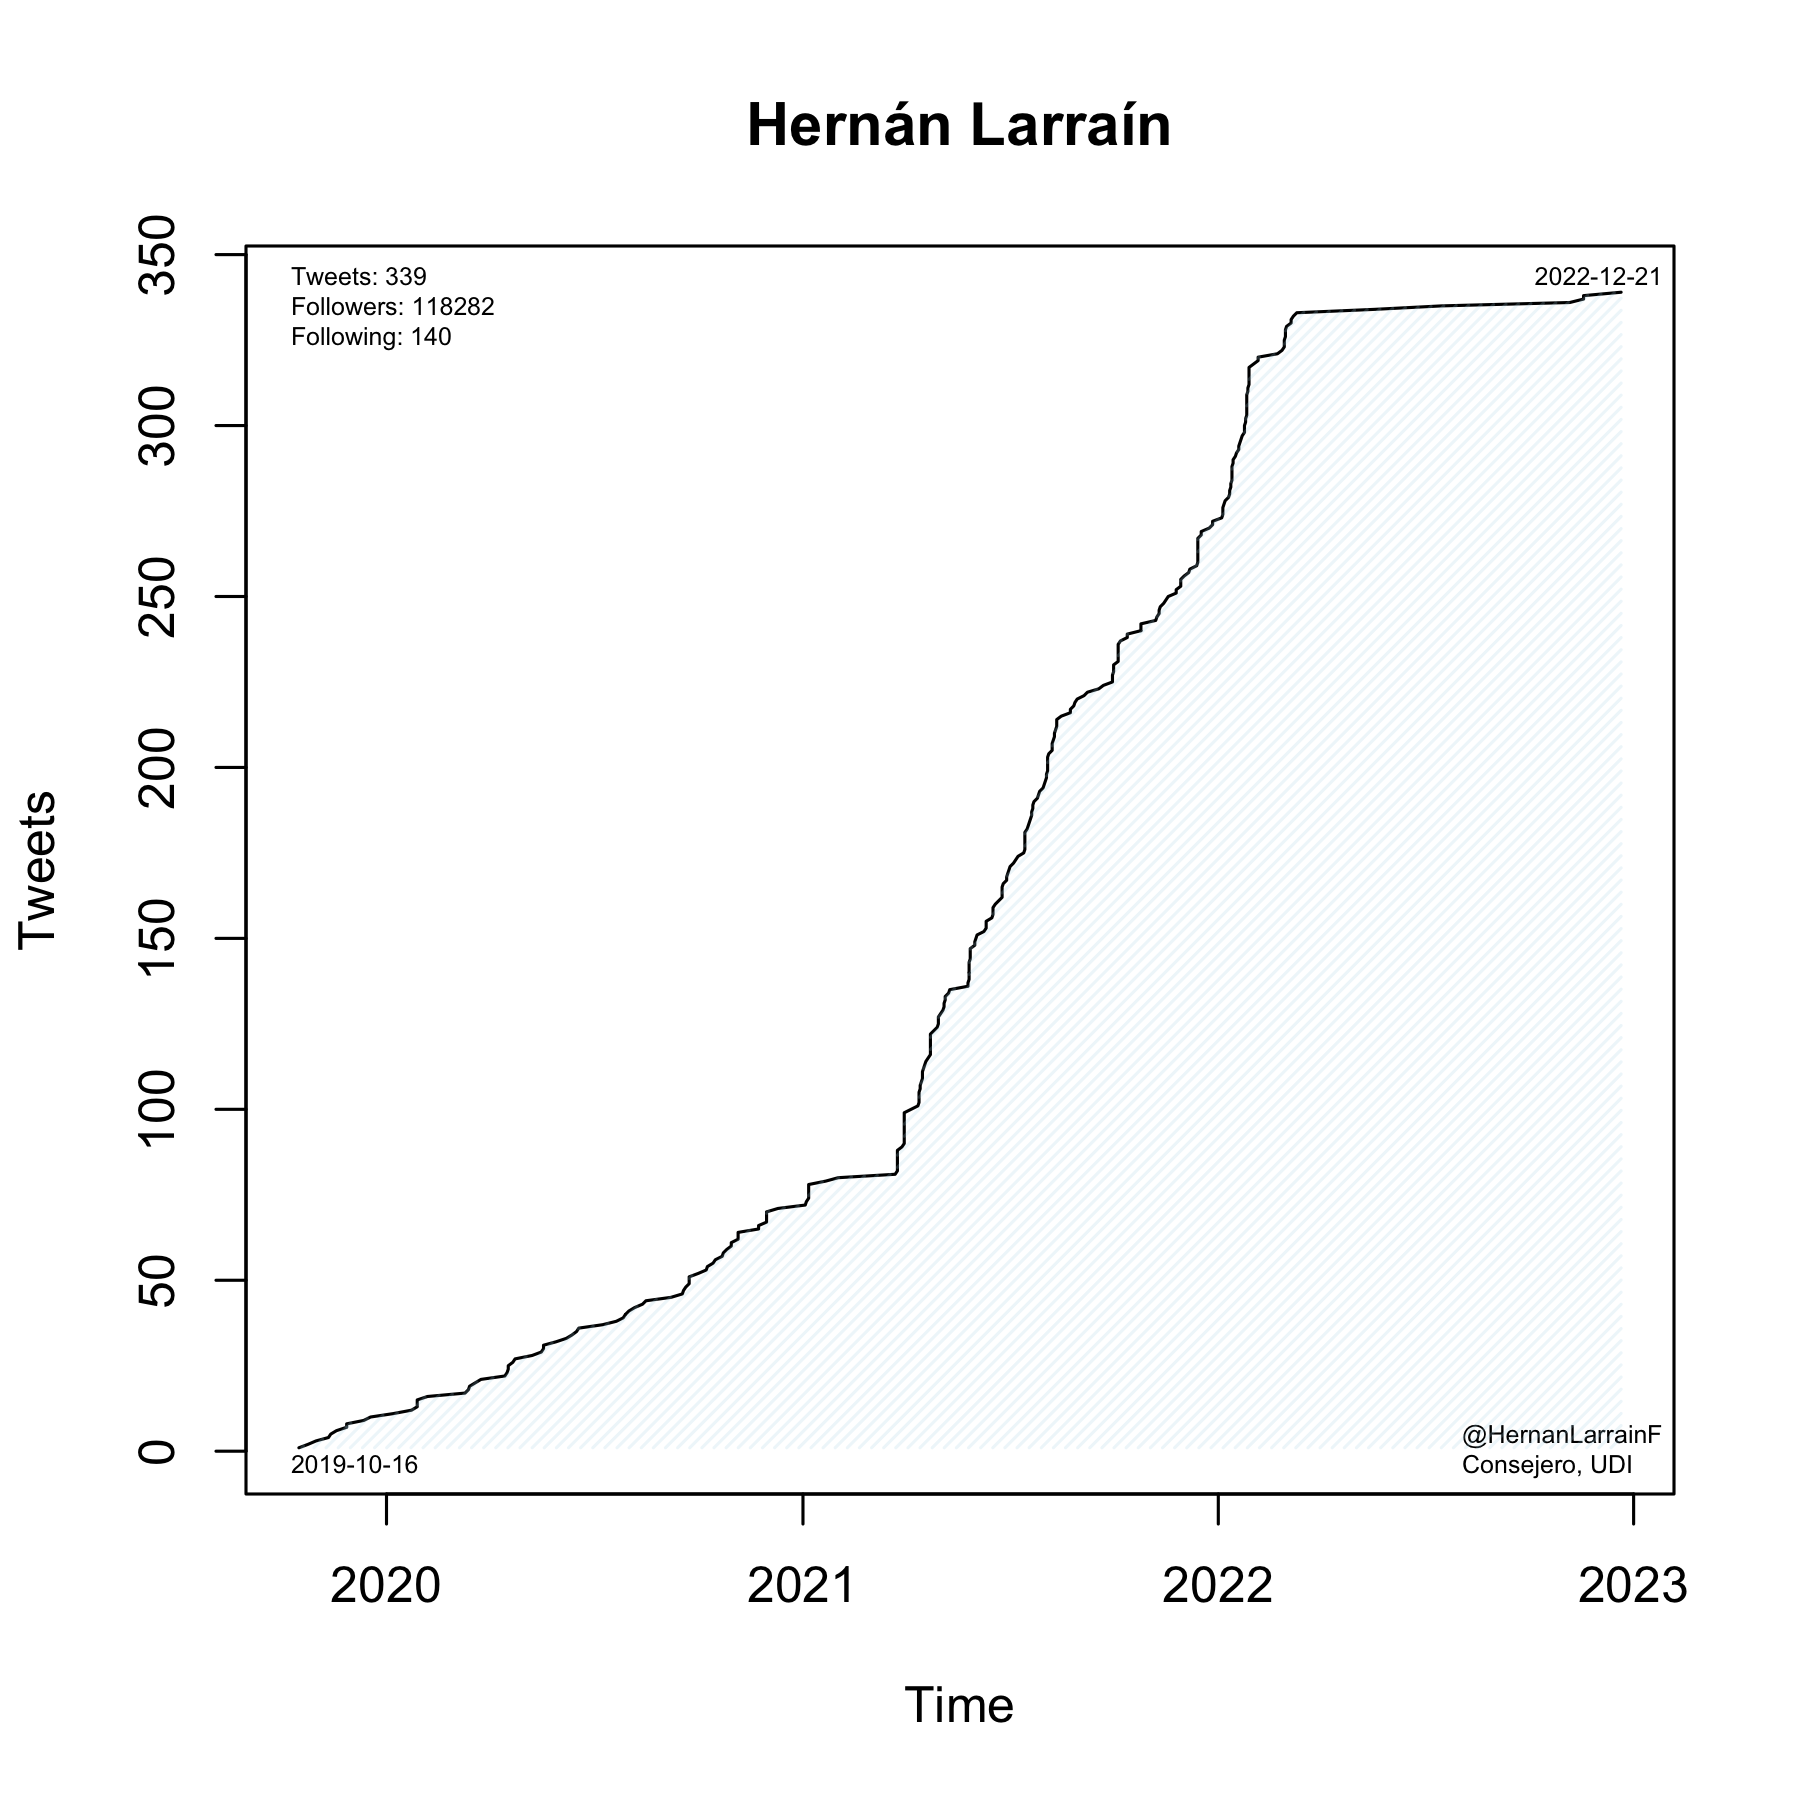 Hernán Larraín
Tweets: 339
Followers: 118282
Following: 140
2022-12-21
350
300
250
200
150
100
50
0
Tweets
2019-10-16
@HernanLarrainF
Consejero, UDI
2020 2021 2022 2023
Time